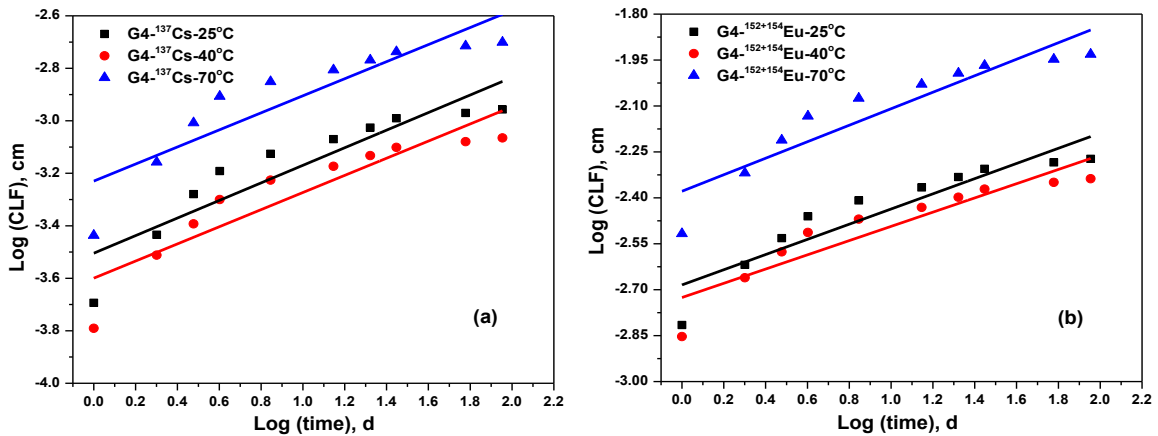 (a)
G4-¹³⁷Cs-25°C
G4-¹³⁷Cs-40°C
G4-¹³⁷Cs-70°C
Log (CLF), cm
-2.6
-2.8
-3.0
-3.2
-3.4
-3.6
-3.8
-4.0
0.0 0.2 0.4 0.6 0.8 1.0 1.2 1.4 1.6 1.8 2.0 2.2
Log (time), d
G4-¹⁵²⁺¹⁵⁴Eu-25°C
G4-¹⁵²⁺¹⁵⁴Eu-40°C
G4-¹⁵²⁺¹⁵⁴Eu-70°C
(b)
Log (CLF), cm
-1.80
-1.95
-2.10
-2.25
-2.40
-2.55
-2.70
-2.85
-3.00
0.0 0.2 0.4 0.6 0.8 1.0 1.2 1.4 1.6 1.8 2.0 2.2
Log (time), d